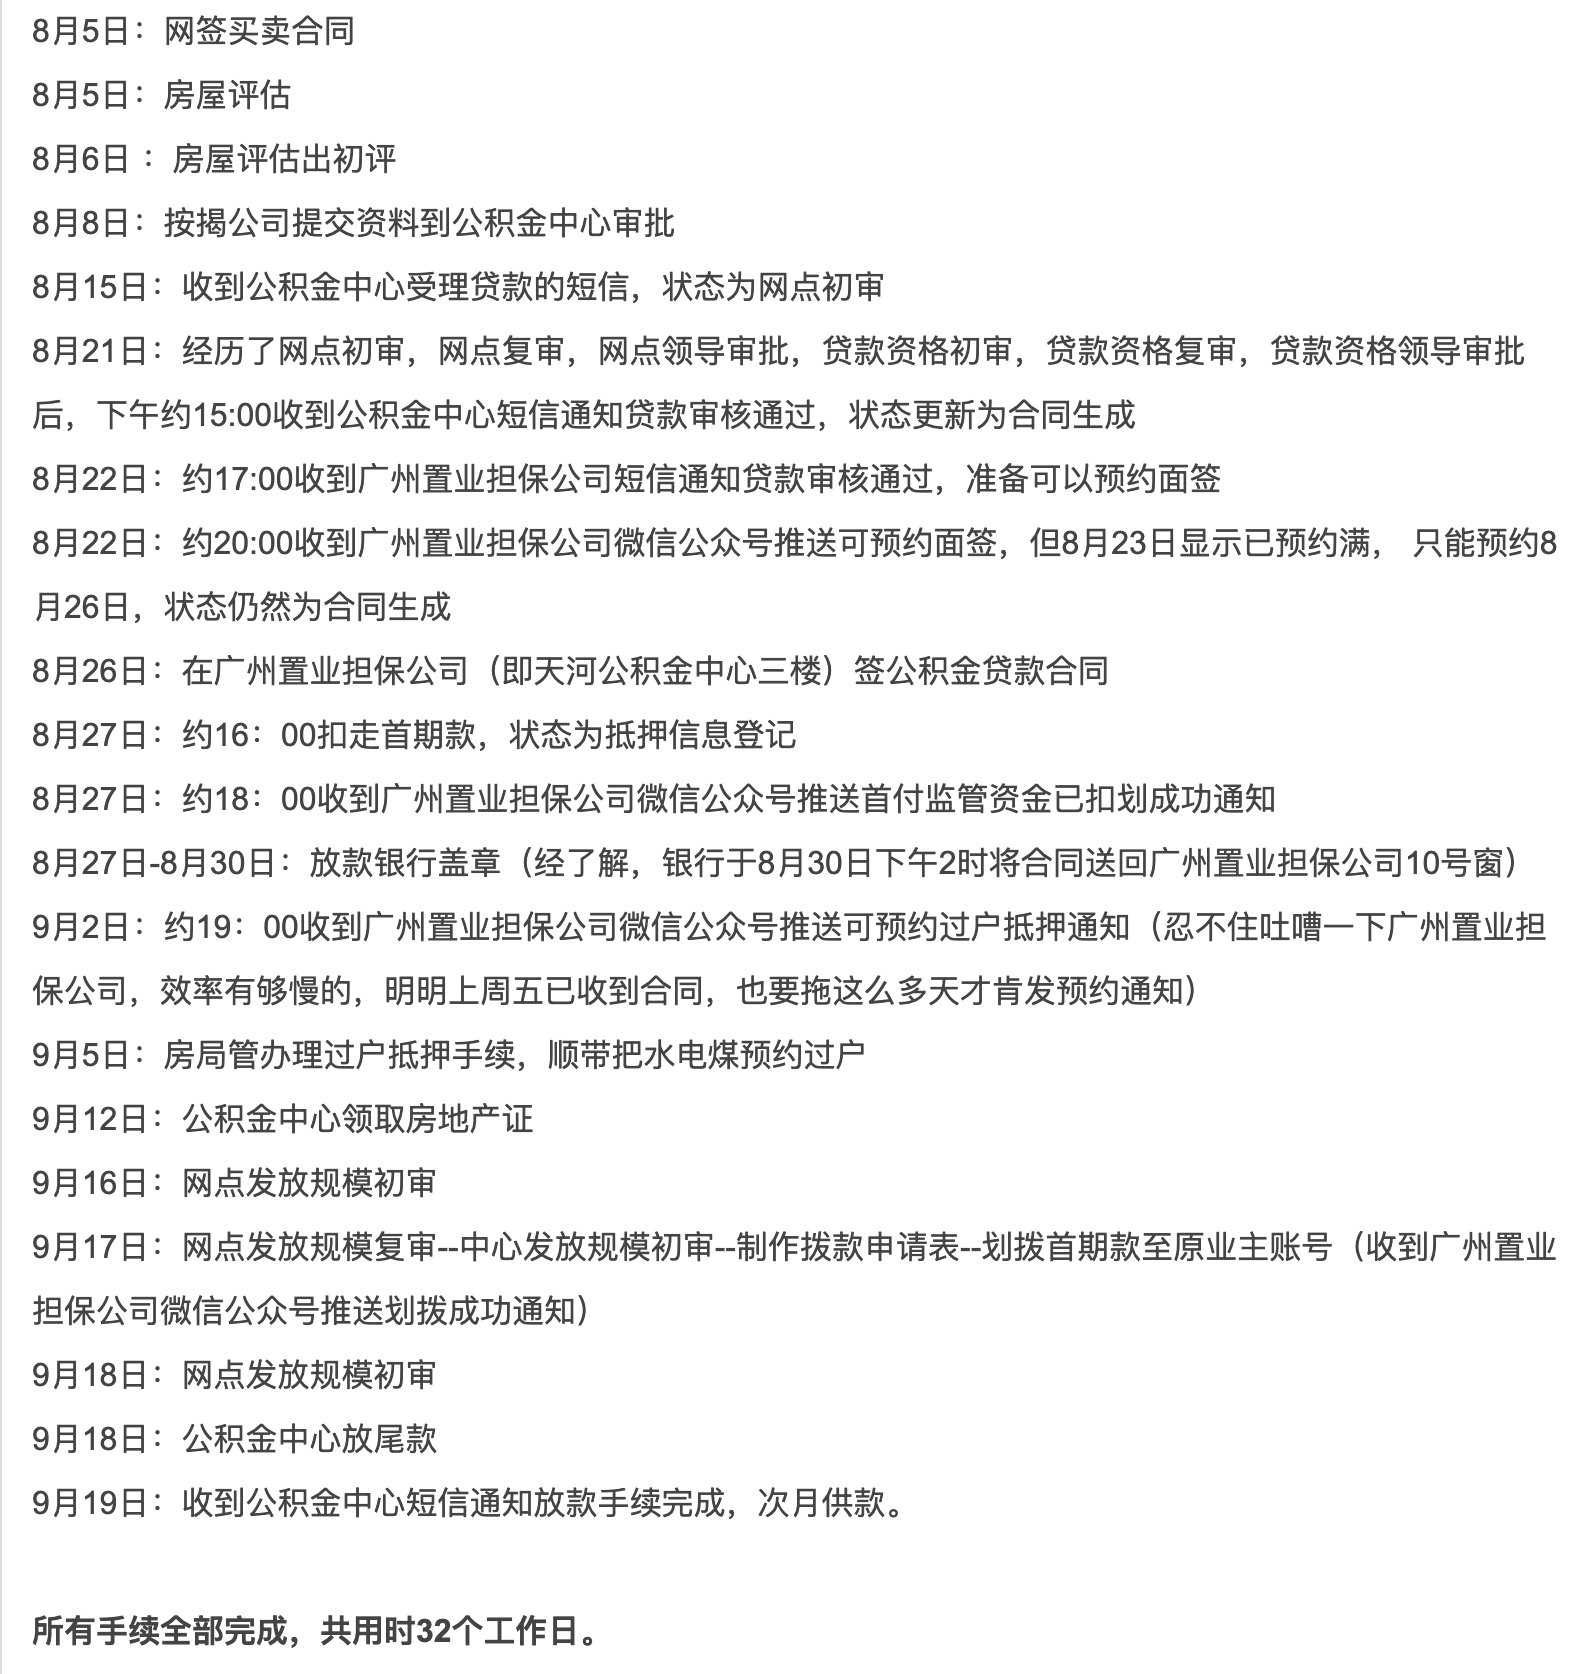 8月5日：网签买卖合同
8月5日：房屋评估
8月6日 ：房屋评估出初评
8月8日：按揭公司提交资料到公积金中心审批
8月15日：收到公积金中心受理贷款的短信，状态为网点初审
8月21日：经历了网点初审，网点复审，网点领导审批，贷款资格初审，贷款资格复审，贷款资格领导审批
后，下午约15:00收到公积金中心短信通知贷款审核通过，状态更新为合同生成
8月22日：约17:00收到广州置业担保公司短信通知贷款审核通过，准备可以预约面签
8月22日：约20:00收到广州置业担保公司微信公众号推送可预约面签，但8月23日显示已预约满， 只能预约8
月26日，状态仍然为合同生成
8月26日：在广州置业担保公司（即天河公积金中心三楼）签公积金贷款合同
8月27日：约16：00扣走首期款，状态为抵押信息登记
8月27日：约18：00收到广州置业担保公司微信公众号推送首付监管资金已扣划成功通知
8月27日-8月30日：放款银行盖章（经了解，银行于8月30日下午2时将合同送回广州置业担保公司10号窗）
9月2日：约19：00收到广州置业担保公司微信公众号推送可预约过户抵押通知（忍不住吐嘈一下广州置业担
保公司，效率有够慢的，明明上周五已收到合同，也要拖这么多天才肯发预约通知）
9月5日：房局管办理过户抵押手续，顺带把水电煤预约过户
9月12日：公积金中心领取房地产证
9月16日：网点发放规模初审
9月17日：网点发放规模复审--中心发放规模初审--制作拨款申请表--划拨首期款至原业主账号（收到广州置业
担保公司微信公众号推送划拨成功通知）
9月18日：网点发放规模初审
9月18日：公积金中心放尾款
9月19日：收到公积金中心短信通知放款手续完成，次月供款。
所有手续全部完成，共用时32个工作日。